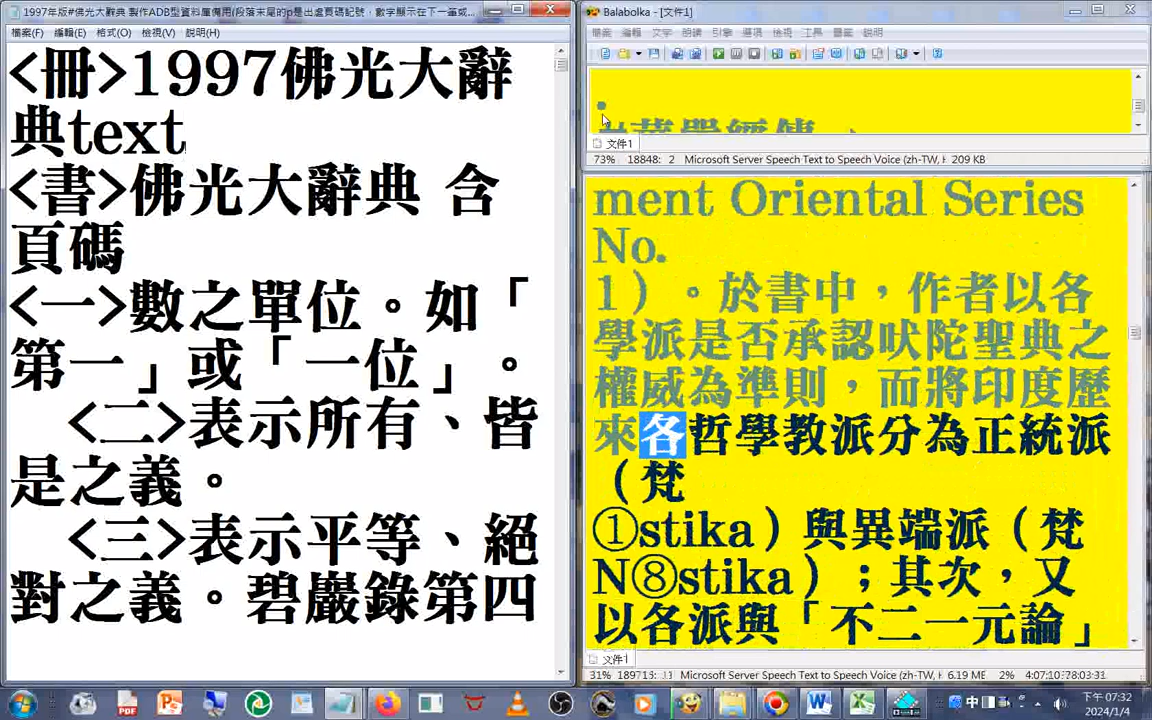 1997年版#佛光大辭典 製作ADB型資料庫備用(段落末尾的p是出處頁碼記號，數字顯示在下一筆或...
檔案(F) 編輯(E) 格式(O) 檢視(V) 說明(H)
<冊>1997佛光大辭
典text
<書>佛光大辭典 含
頁碼
<一>數之單位。如「
第一」或「一位」。
<二>表示所有、皆
是之義。
<三>表示平等、絕
對之義。碧巖錄第四
Balabolka - [文件1]
檔案 編輯 文字 朗讀 引擎 選項 檢視 工具 書籤 說明
文件1
73% 18848: 2 Microsoft Server Speech Text to Speech Voice (zh-TW, H 209 KB
ment Oriental Series
No.
1）。於書中，作者以各
學派是否承認吠陀聖典之
權威為準則，而將印度歷
來各哲學教派分為正統派
（梵
①stika）與異端派（梵
N⑧stika）；其次，又
以各派與「不二一元論」
文件1
31% 189713: 11 Microsoft Server Speech Text to Speech Voice (zh-TW, H 6.19 MB 2% 4:07:10:78:03:31
下午 07:32
2024/1/4